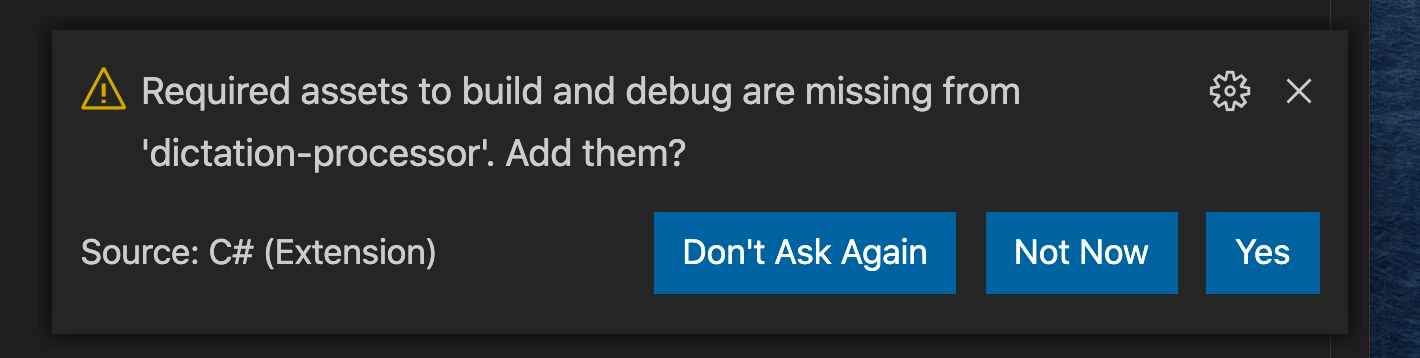 Required assets to build and debug are missing from
'dictation-processor'. Add them?
Source: C# (Extension)
Don't Ask Again
Not Now
Yes